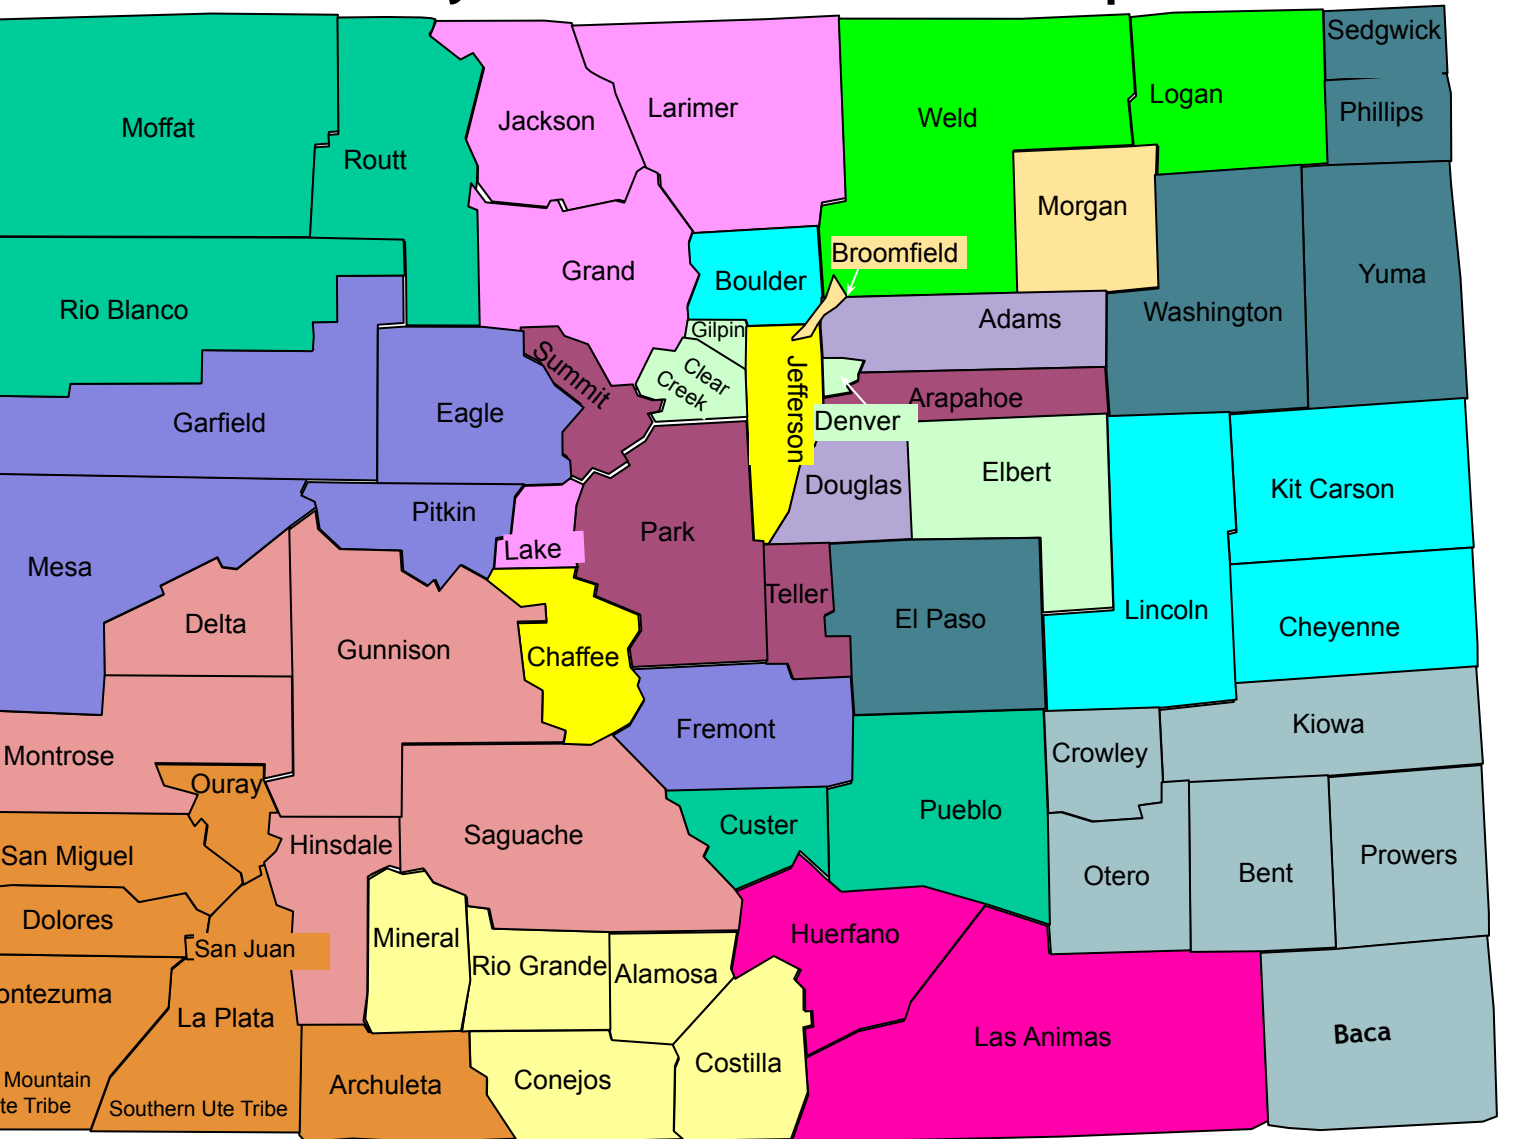 Sedgwick
Moffat
Routt
Jackson
Larimer
Weld
Logan
Phillips
Morgan
Rio Blanco
Grand
Boulder
Broomfield
Yuma
Washington
Adams
Gilpin
Summit
Clear
Creek
Jefferson
Arapahoe
Denver
Garfield
Eagle
Elbert
Douglas
Kit Carson
Pitkin
Lake
Park
Mesa
Teller
El Paso
Lincoln
Cheyenne
Delta
Gunnison
Chaffee
Fremont
Kiowa
Crowley
Montrose
Ouray
Pueblo
Custer
Saguache
Hinsdale
San Miguel
Otero
Bent
Prowers
Dolores
San Juan
Mineral
Huerfano
Rio Grande
Alamosa
ontezuma
La Plata
Las Animas
Baca
Costilla
Archuleta
Conejos
Mountain
te Tribe
Southern Ute Tribe